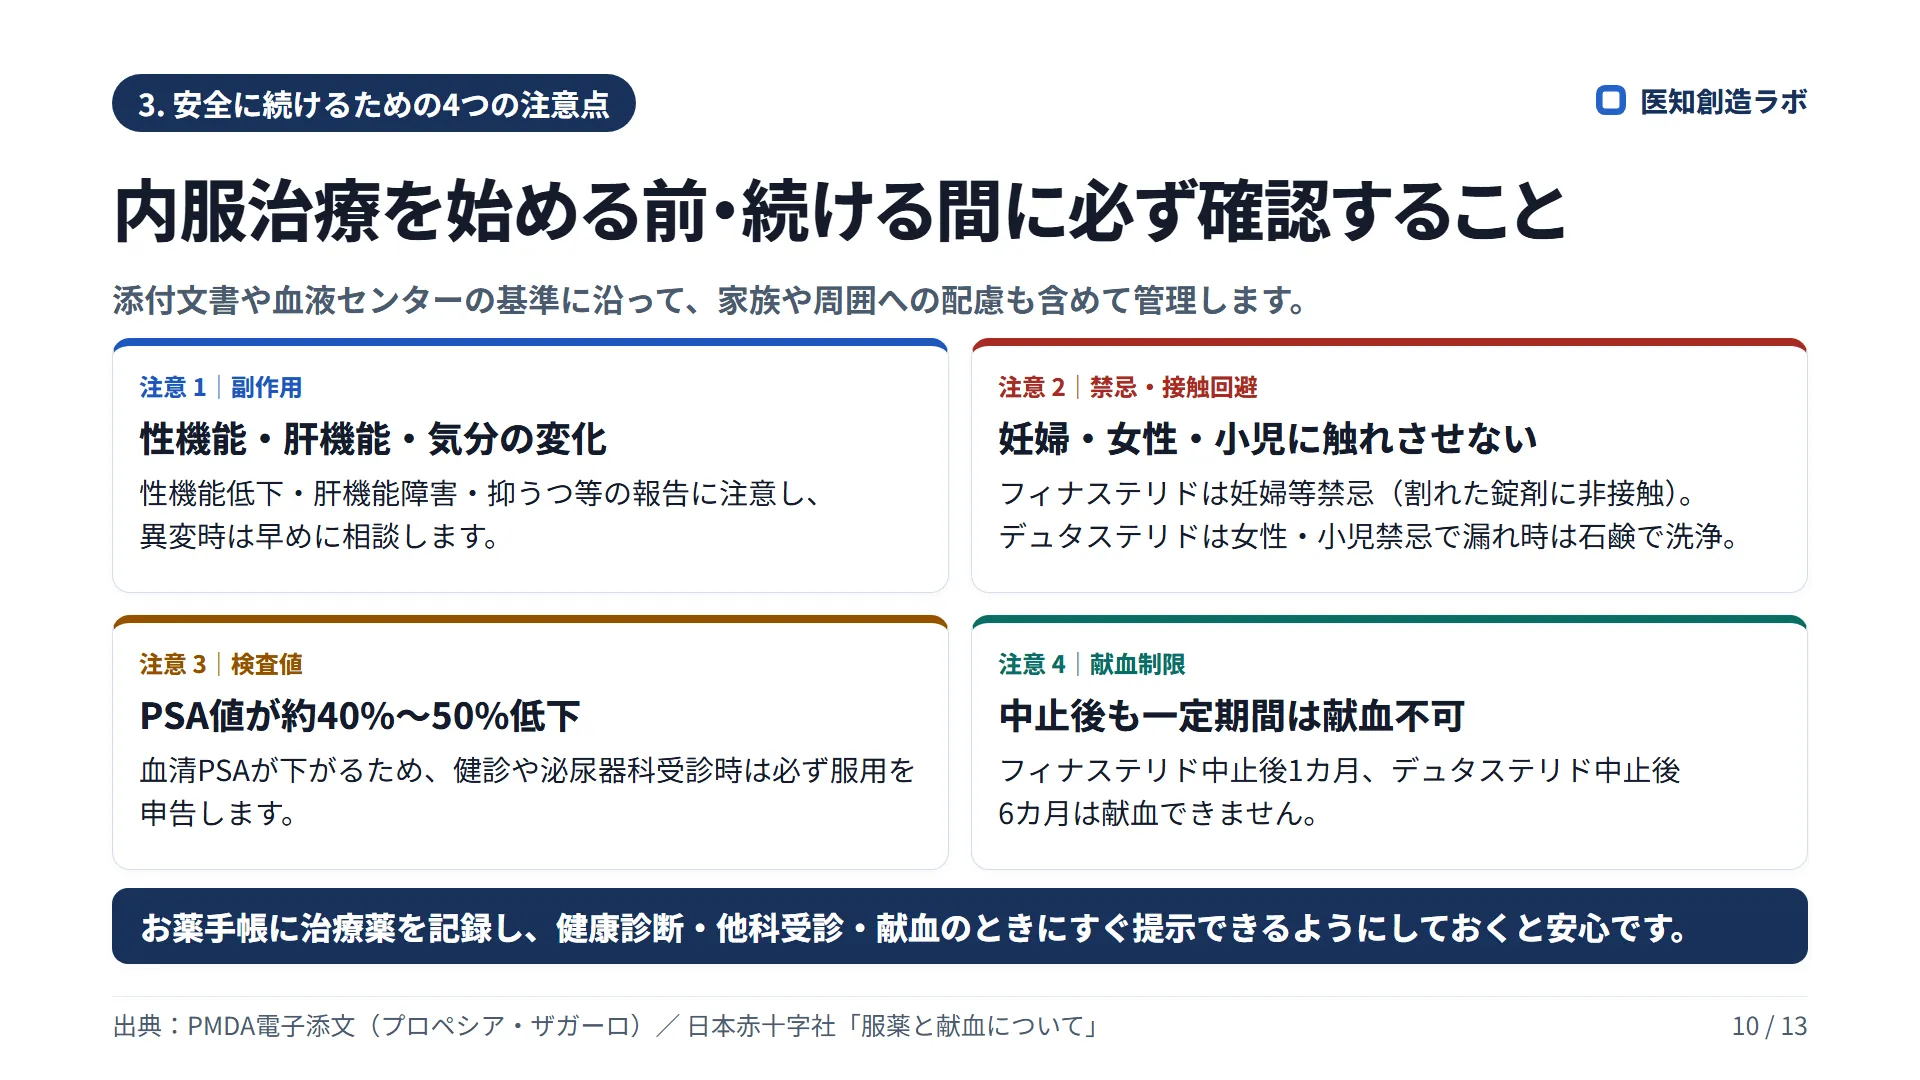 3. 安全に続けるための4つの注意点
医知創造ラボ
内服治療を始める前・続ける間に必ず確認すること
添付文書や血液センターの基準に沿って、家族や周囲への配慮も含めて管理します。
注意 1｜副作用
性機能・肝機能・気分の変化
性機能低下・肝機能障害・抑うつ等の報告に注意し、
異変時は早めに相談します。
注意 2｜禁忌・接触回避
妊婦・女性・小児に触れさせない
フィナステリドは妊婦等禁忌（割れた錠剤に非接触）。
デュタステリドは女性・小児禁忌で漏れ時は石鹸で洗浄。
注意 3｜検査値
PSA値が約40%〜50%低下
血清PSAが下がるため、健診や泌尿器科受診時は必ず服用を
申告します。
注意 4｜献血制限
中止後も一定期間は献血不可
フィナステリド中止後1カ月、デュタステリド中止後
6カ月は献血できません。
お薬手帳に治療薬を記録し、健康診断・他科受診・献血のときにすぐ提示できるようにしておくと安心です。
出典：PMDA電子添文（プロペシア・ザガーロ）／日本赤十字社「服薬と献血について」
10 / 13